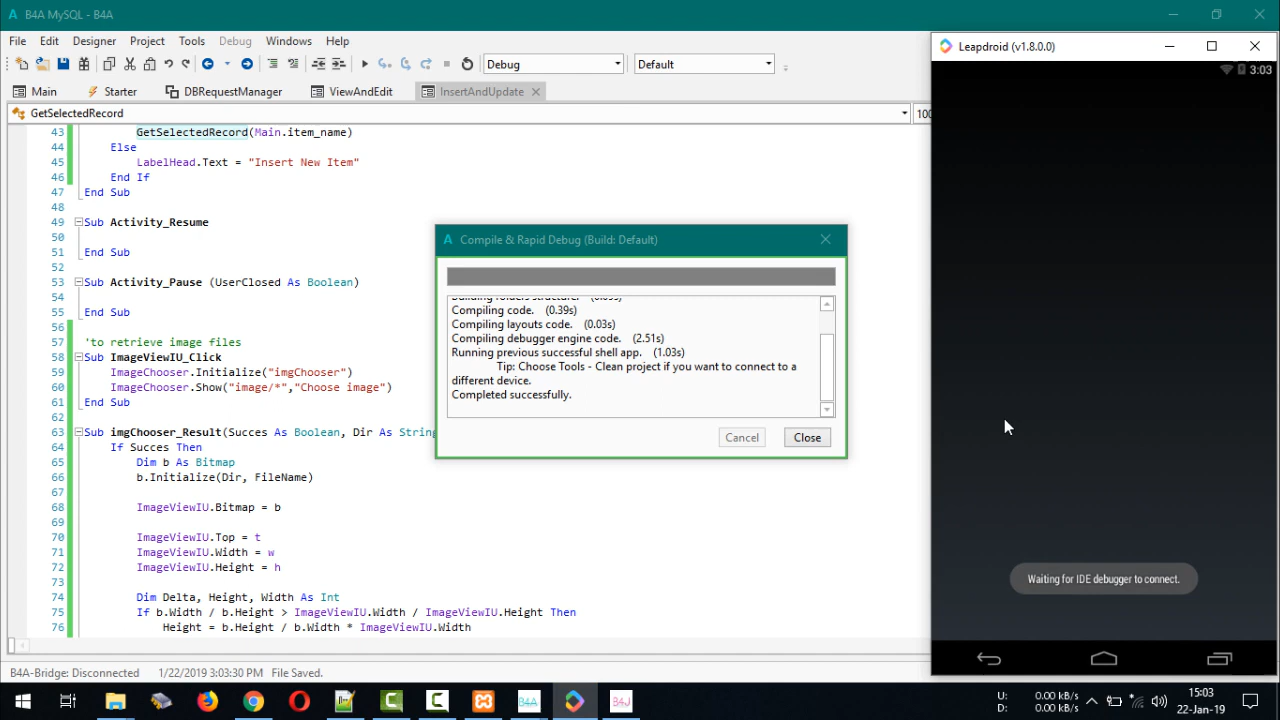 B4A MySQL - B4A
File Edit Designer Project Tools Debug Windows Help
Debug Default
Main Starter DBRequestManager ViewAndEdit InsertAndUpdate
GetSelectedRecord 100
43 GetSelectedRecord(Main.item_name)
44 Else
45 LabelHead.Text = "Insert New Item"
46 End If
47 End Sub
48
49 Sub Activity_Resume
50
51 End Sub
52
53 Sub Activity_Pause (UserClosed As Boolean)
54
55 End Sub
56
57 'to retrieve image files
58 Sub ImageViewIU_Click
59 ImageChooser.Initialize("imgChooser")
60 ImageChooser.Show("image/*","Choose image")
61 End Sub
62
63 Sub imgChooser_Result(Succes As Boolean, Dir As String
64 If Succes Then
65 Dim b As Bitmap
66 b.Initialize(Dir, FileName)
67
68 ImageViewIU.Bitmap = b
69
70 ImageViewIU.Top = t
71 ImageViewIU.Width = w
72 ImageViewIU.Height = h
73
74 Dim Delta, Height, Width As Int
75 If b.Width / b.Height > ImageViewIU.Width / ImageViewIU.Height Then
76 Height = b.Height / b.Width * ImageViewIU.Width
Compile & Rapid Debug (Build: Default)
Building folders structure.
Compiling code. (0.39s)
Compiling layouts code. (0.03s)
Compiling debugger engine code. (2.51s)
Running previous successful shell app. (1.03s)
Tip: Choose Tools - Clean project if you want to connect to a
different device.
Completed successfully.
Cancel Close
Leapdroid (v1.8.0.0)
3:03
Waiting for IDE debugger to connect.
B4A-Bridge: Disconnected 1/22/2019 3:03:30 PM File Saved.
B4A B4J
U: 0.00 kB/s
D: 0.00 kB/s
15:03
22-Jan-19